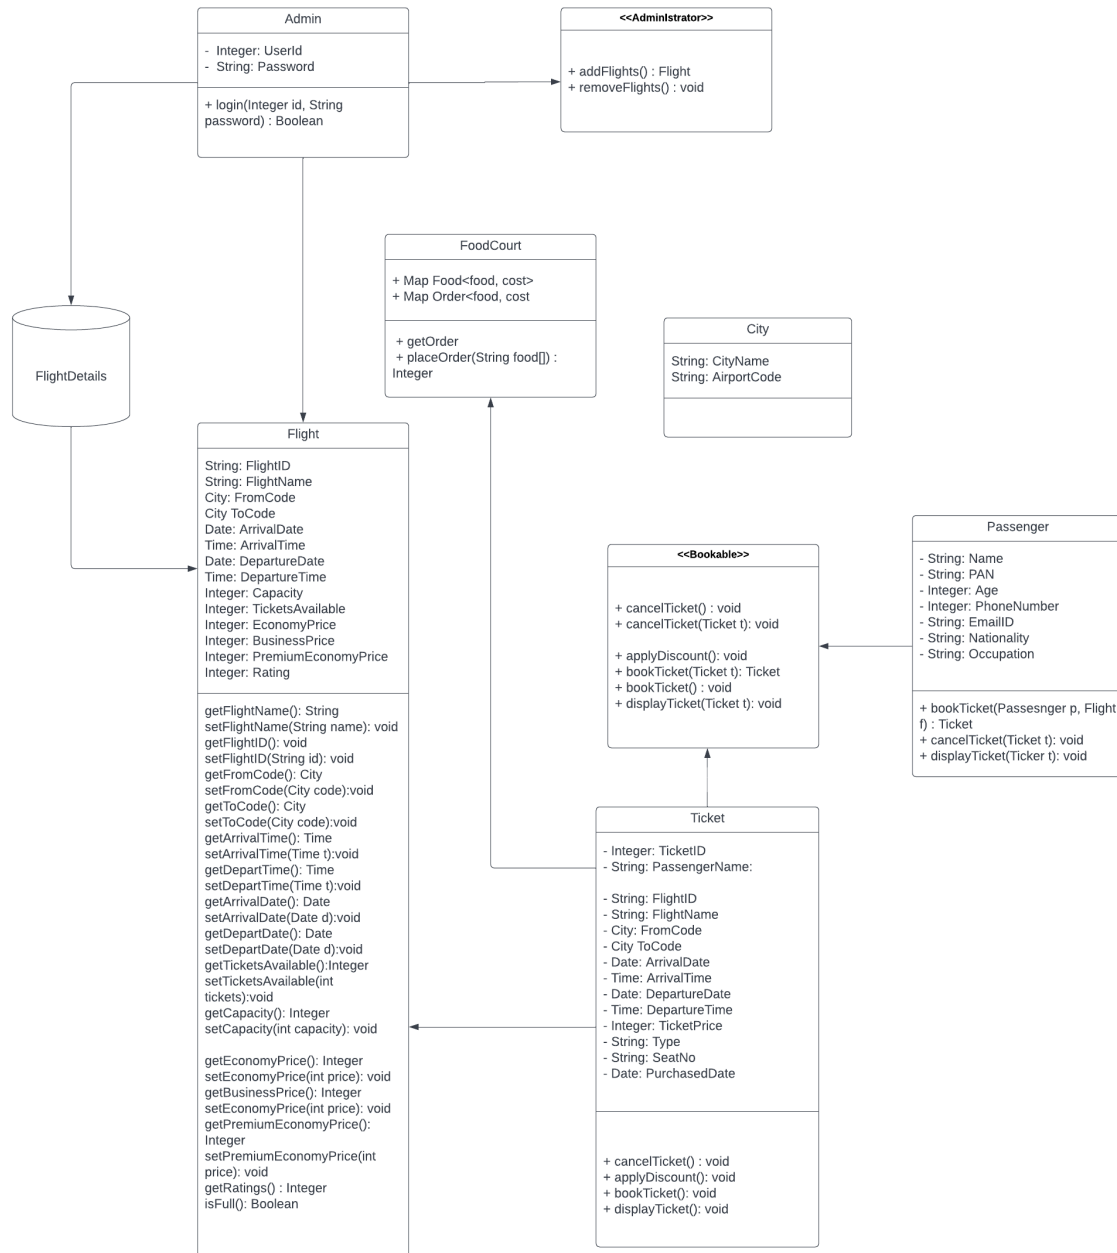 Admin
- Integer: UserId
- String: Password
+ login(Integer id, String
password) : Boolean
<<AdminIstrator>>
+ addFlights() : Flight
+ removeFlights() : void
FoodCourt
+ Map Food<food, cost>
+ Map Order<food, cost
+ getOrder
+ placeOrder(String food[]) :
Integer
City
String: CityName
String: AirportCode
FlightDetails
Flight
String: FlightID
String: FlightName
City: FromCode
City ToCode
Date: ArrivalDate
Time: ArrivalTime
Date: DepartureDate
Time: DepartureTime
Integer: Capacity
Integer: TicketsAvailable
Integer: EconomyPrice
Integer: BusinessPrice
Integer: PremiumEconomyPrice
Integer: Rating
getFlightName(): String
setFlightName(String name): void
getFlightID(): void
setFlightID(String id): void
getFromCode(): City
setFromCode(City code):void
getToCode(): City
setToCode(City code):void
getArrivalTime(): Time
setArrivalTime(Time t):void
getDepartTime(): Time
setDepartTime(Time t):void
getArrivalDate(): Date
setArrivalDate(Date d):void
getDepartDate(): Date
setDepartDate(Date d):void
getTicketsAvailable():Integer
setTicketsAvailable(int
tickets):void
getCapacity(): Integer
setCapacity(int capacity): void
getEconomyPrice(): Integer
setEconomyPrice(int price): void
getBusinessPrice(): Integer
setEconomyPrice(int price): void
getPremiumEconomyPrice():
Integer
setPremiumEconomyPrice(int
price): void
getRatings() : Integer
isFull(): Boolean
<<Bookable>>
+ cancelTicket() : void
+ cancelTicket(Ticket t): void
+ applyDiscount(): void
+ bookTicket(Ticket t): Ticket
+ bookTicket() : void
+ displayTicket(Ticket t): void
Passenger
- String: Name
- String: PAN
- Integer: Age
- Integer: PhoneNumber
- String: EmailID
- String: Nationality
- String: Occupation
+ bookTicket(Passesnger p, Flight
f) : Ticket
+ cancelTicket(Ticket t): void
+ displayTicket(Ticker t): void
Ticket
- Integer: TicketID
- String: PassengerName:
- String: FlightID
- String: FlightName
- City: FromCode
- City ToCode
- Date: ArrivalDate
- Time: ArrivalTime
- Date: DepartureDate
- Time: DepartureTime
- Integer: TicketPrice
- String: Type
- String: SeatNo
- Date: PurchasedDate
+ cancelTicket() : void
+ applyDiscount(): void
+ bookTicket(): void
+ displayTicket(): void